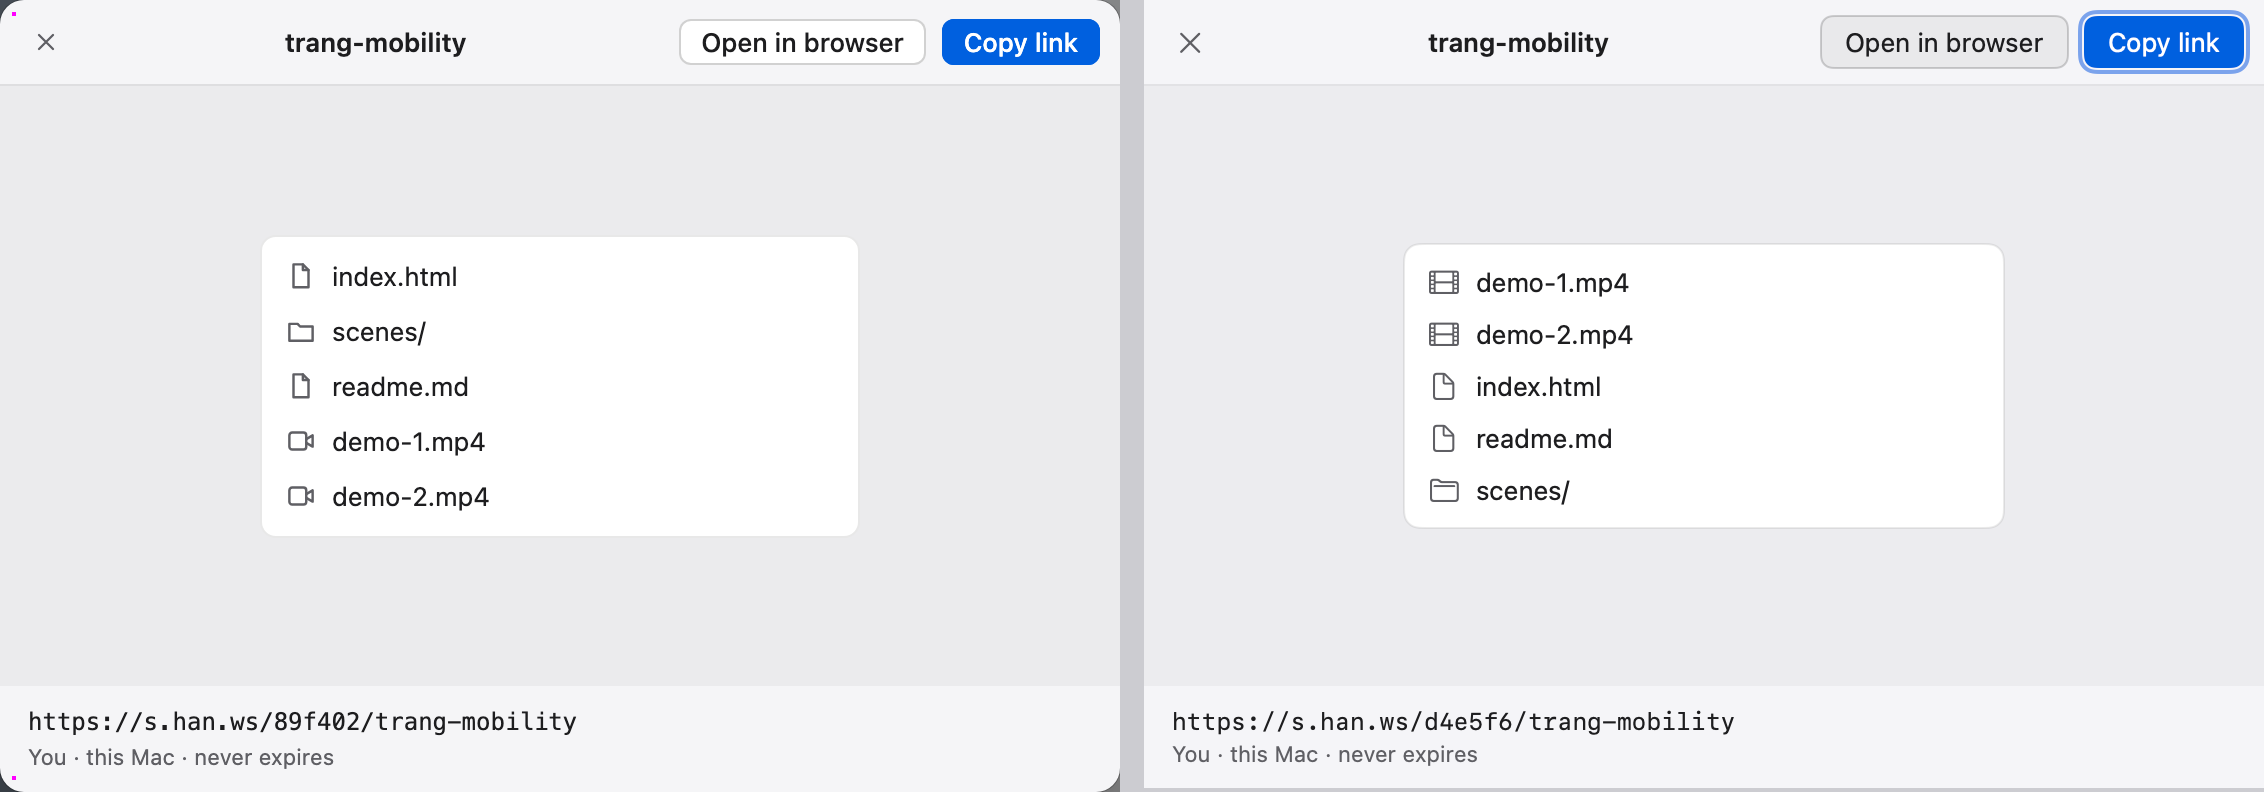 trang-mobility
Open in browser
Copy link
index.html
scenes/
readme.md
demo-1.mp4
demo-2.mp4
https://s.han.ws/89f402/trang-mobility
You · this Mac · never expires
trang-mobility
Open in browser
Copy link
demo-1.mp4
demo-2.mp4
index.html
readme.md
scenes/
https://s.han.ws/d4e5f6/trang-mobility
You · this Mac · never expires